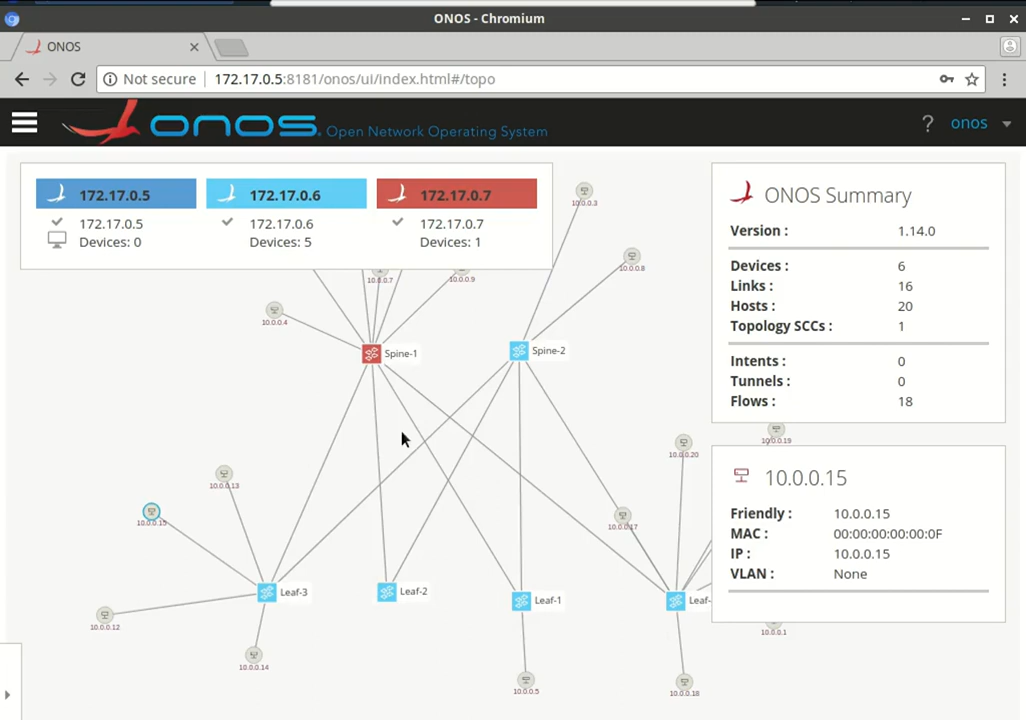 ONOS - Chromium
ONOS
Not secure
172.17.0.5:8181/onos/ui/index.html#/topo
onos. Open Network Operating System
? onos
172.17.0.5
172.17.0.5
Devices: 0
172.17.0.6
172.17.0.6
Devices: 5
172.17.0.7
172.17.0.7
Devices: 1
10.0.0.3
10.0.0.8
10.0.0.7
10.0.0.9
10.0.0.4
Spine-1
Spine-2
10.0.0.20
10.0.0.19
10.0.0.13
10.0.0.15
10.0.0.17
Leaf-3
Leaf-2
Leaf-1
Leaf-
10.0.0.12
10.0.0.14
10.0.0.5
10.0.0.18
10.0.0.1
ONOS Summary
Version : 1.14.0
Devices : 6
Links : 16
Hosts : 20
Topology SCCs : 1
Intents : 0
Tunnels : 0
Flows : 18
10.0.0.15
Friendly : 10.0.0.15
MAC : 00:00:00:00:00:0F
IP : 10.0.0.15
VLAN : None